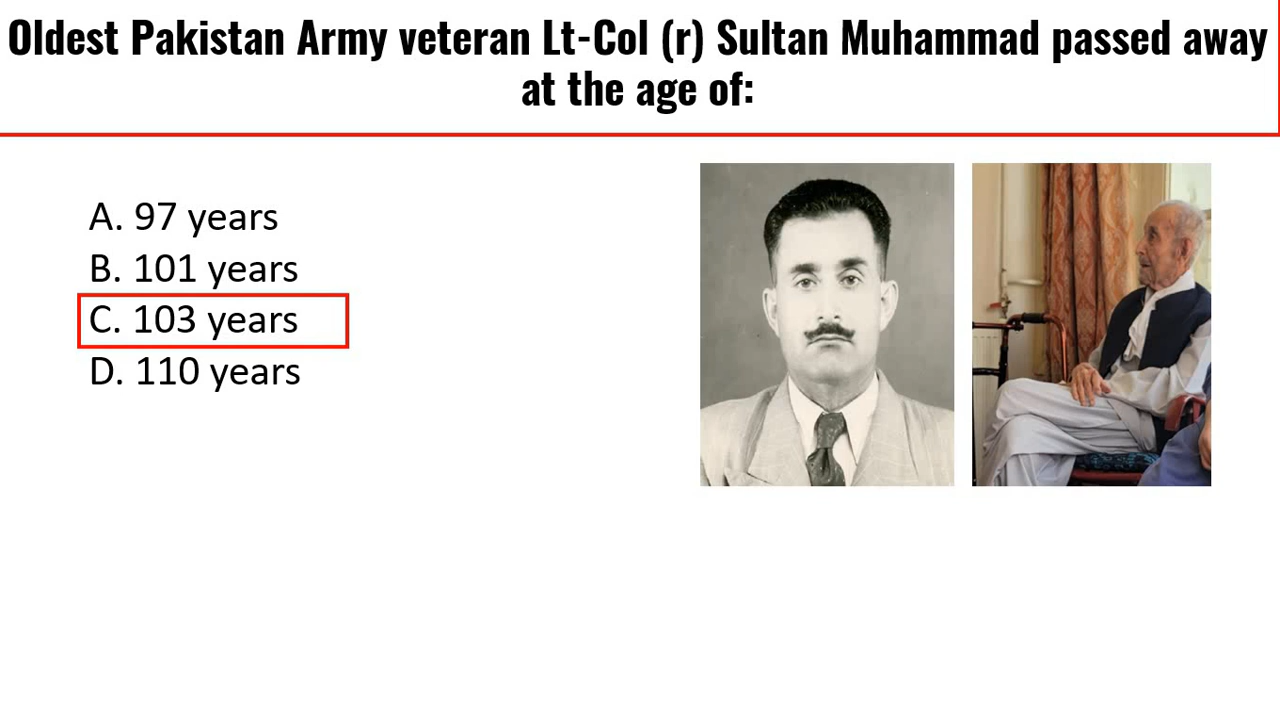 Oldest Pakistan Army veteran Lt-Col (r) Sultan Muhammad passed away
at the age of:
A. 97 years
B. 101 years
C. 103 years
D. 110 years